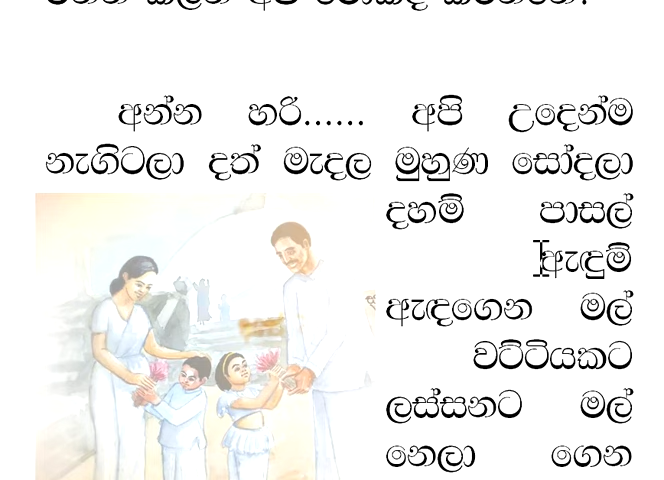 අන්න හරි...... අපි උදෙන්ම
නැගිටලා දත් මැදල මුහුණ සෝදලා
දහම් පාසල්
ඇඳුම්
ඇඳගෙන මල්
වට්ටියකට
ලස්සනට මල්
නෙලා ගෙන